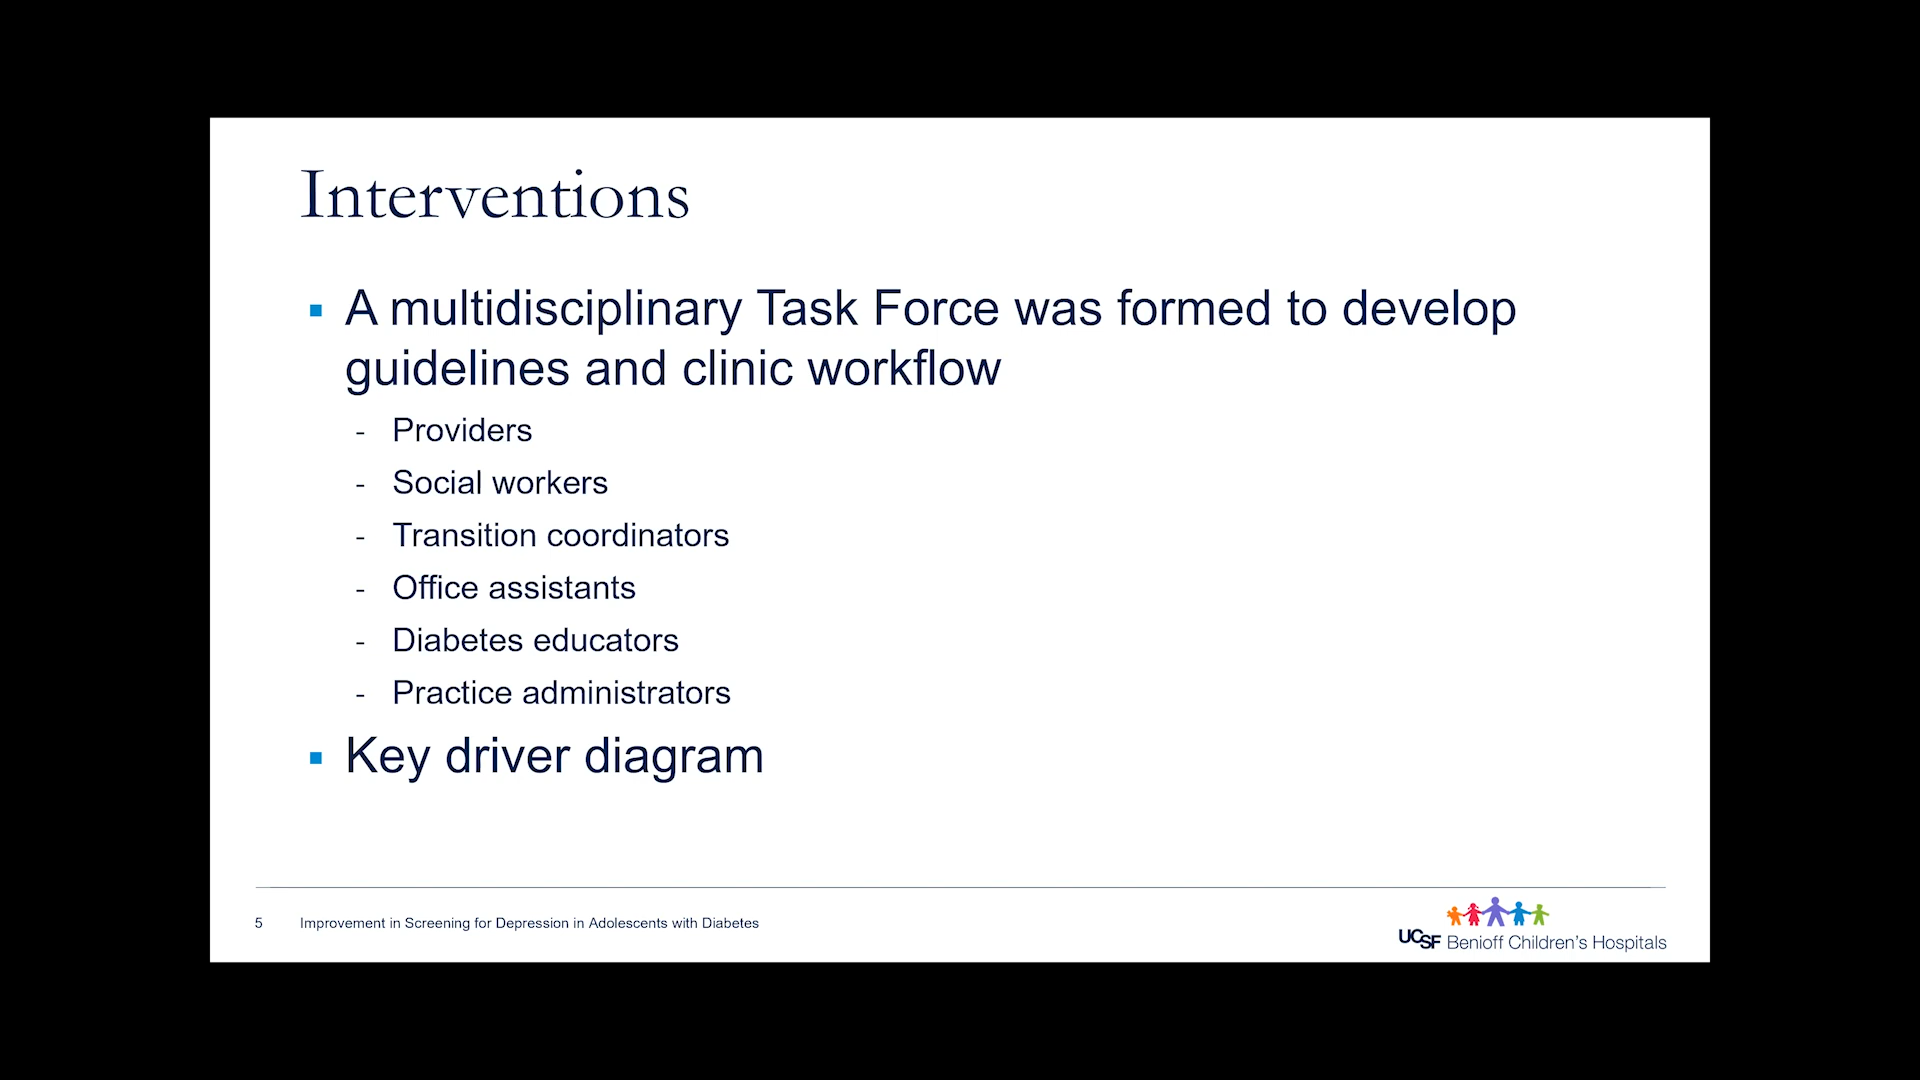 Interventions
▪ A multidisciplinary Task Force was formed to develop
guidelines and clinic workflow
- Providers
- Social workers
- Transition coordinators
- Office assistants
- Diabetes educators
- Practice administrators
▪ Key driver diagram
5 Improvement in Screening for Depression in Adolescents with Diabetes
UCSF Benioff Children's Hospitals